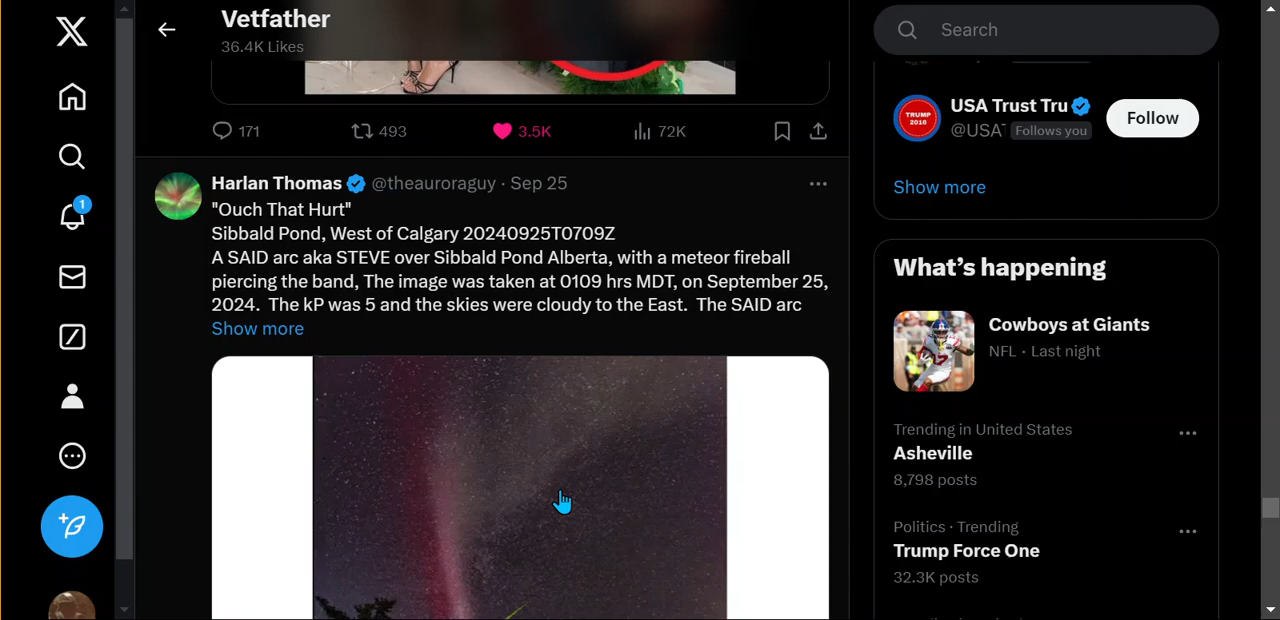 Vetfather
36.4K Likes
171
493
3.5K
72K
Harlan Thomas @theauroraguy · Sep 25
"Ouch That Hurt"
Sibbald Pond, West of Calgary 20240925T0709Z
A SAID arc aka STEVE over Sibbald Pond Alberta, with a meteor fireball
piercing the band, The image was taken at 0109 hrs MDT, on September 25,
2024. The kP was 5 and the skies were cloudy to the East. The SAID arc
Show more
Search
TRUMP
2016
USA Trust Tru
@USA
Follows you
Follow
Show more
What's happening
Cowboys at Giants
NFL · Last night
Trending in United States
Asheville
8,798 posts
Politics · Trending
Trump Force One
32.3K posts
1